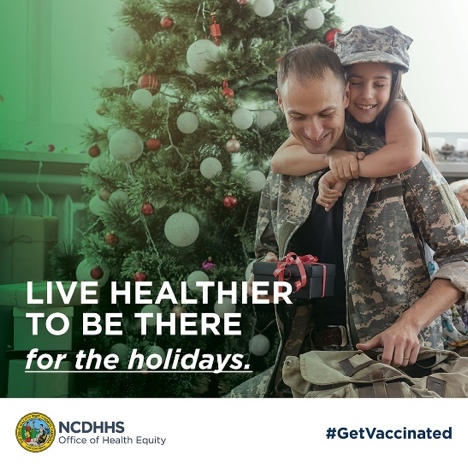 LIVE HEALTHIER
TO BE THERE
for the holidays.
NCDHHS
Office of Health Equity
#GetVaccinated